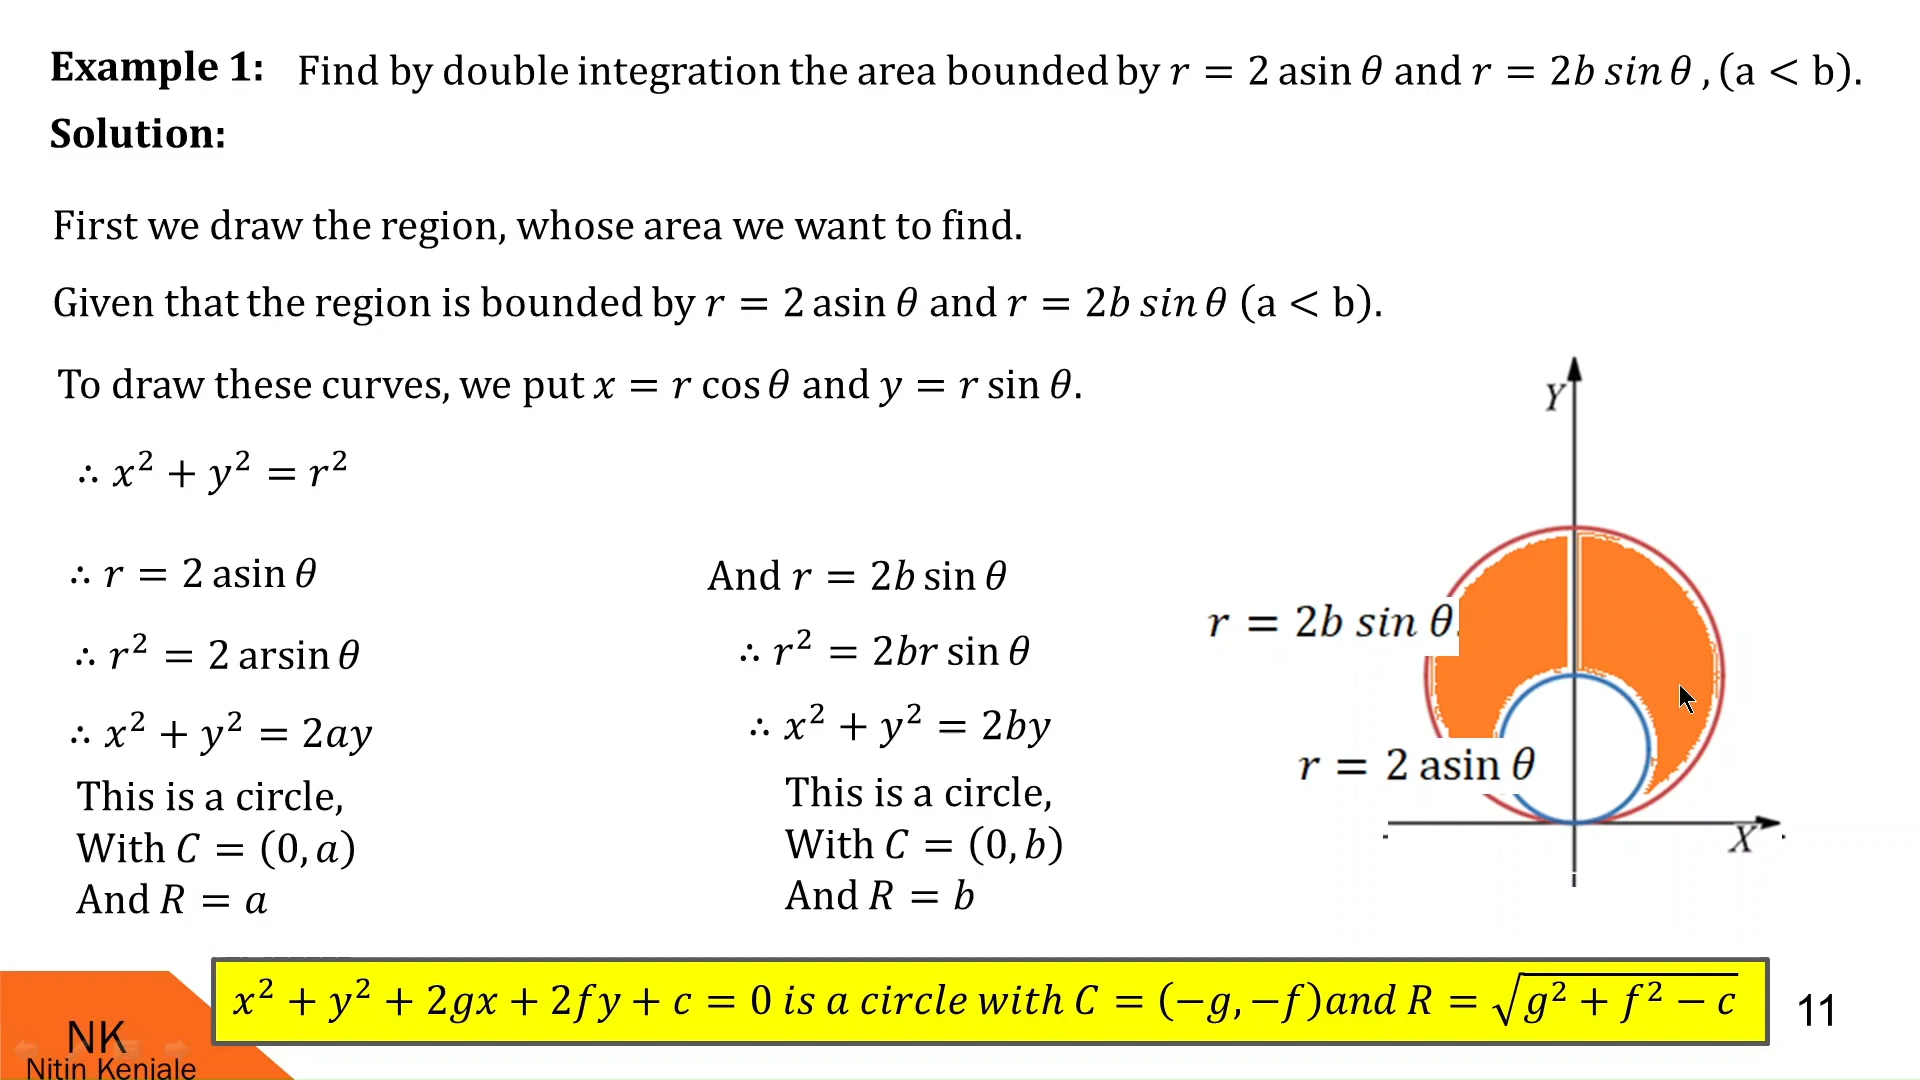 Example 1: Find by double integration the area bounded by r = 2 asin θ and r = 2b sin θ , (a < b).
Solution:
First we draw the region, whose area we want to find.
Given that the region is bounded by r = 2 asin θ and r = 2b sin θ (a < b).
To draw these curves, we put x = r cos θ and y = r sin θ.
∴ x² + y² = r²
∴ r = 2 asin θ
∴ r² = 2 arsin θ
∴ x² + y² = 2ay
This is a circle,
With C = (0, a)
And R = a
And r = 2b sin θ
∴ r² = 2br sin θ
∴ x² + y² = 2by
This is a circle,
With C = (0, b)
And R = b
Y
r = 2b sin θ.
r = 2 asin θ
X
x² + y² + 2gx + 2fy + c = 0 is a circle with C = (−g, −f)and R = √(g² + f² − c)
11
NK
Nitin Keniale